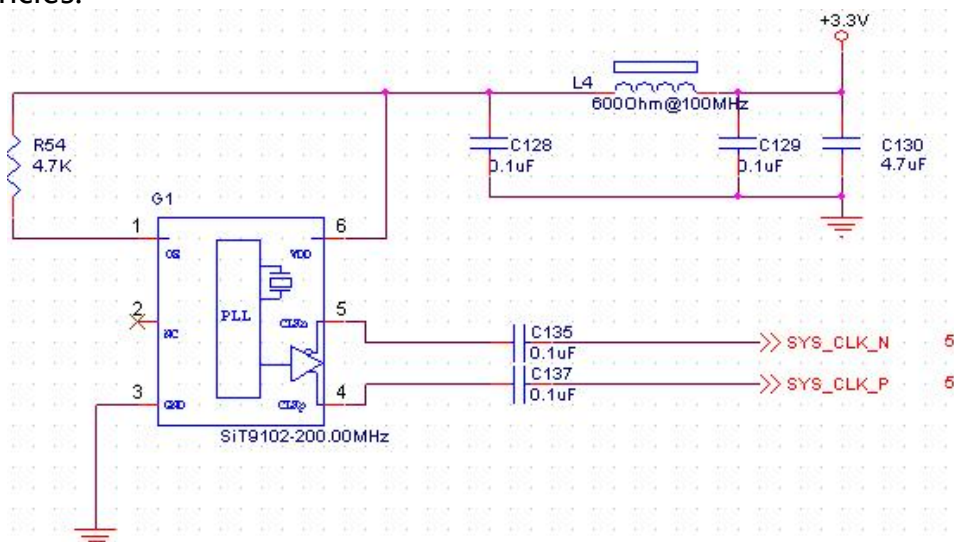 +3.3V
L4
600Ohm@100MHz
R54
4.7K
C128
0.1uF
C129
0.1uF
C130
4.7uF
G1
1
6
OE
VDD
2
NC
PLL
5
CLKn
3
GND
4
CLKp
SiT9102-200.00MHz
C135
0.1uF
SYS_CLK_N
5
C137
0.1uF
SYS_CLK_P
5